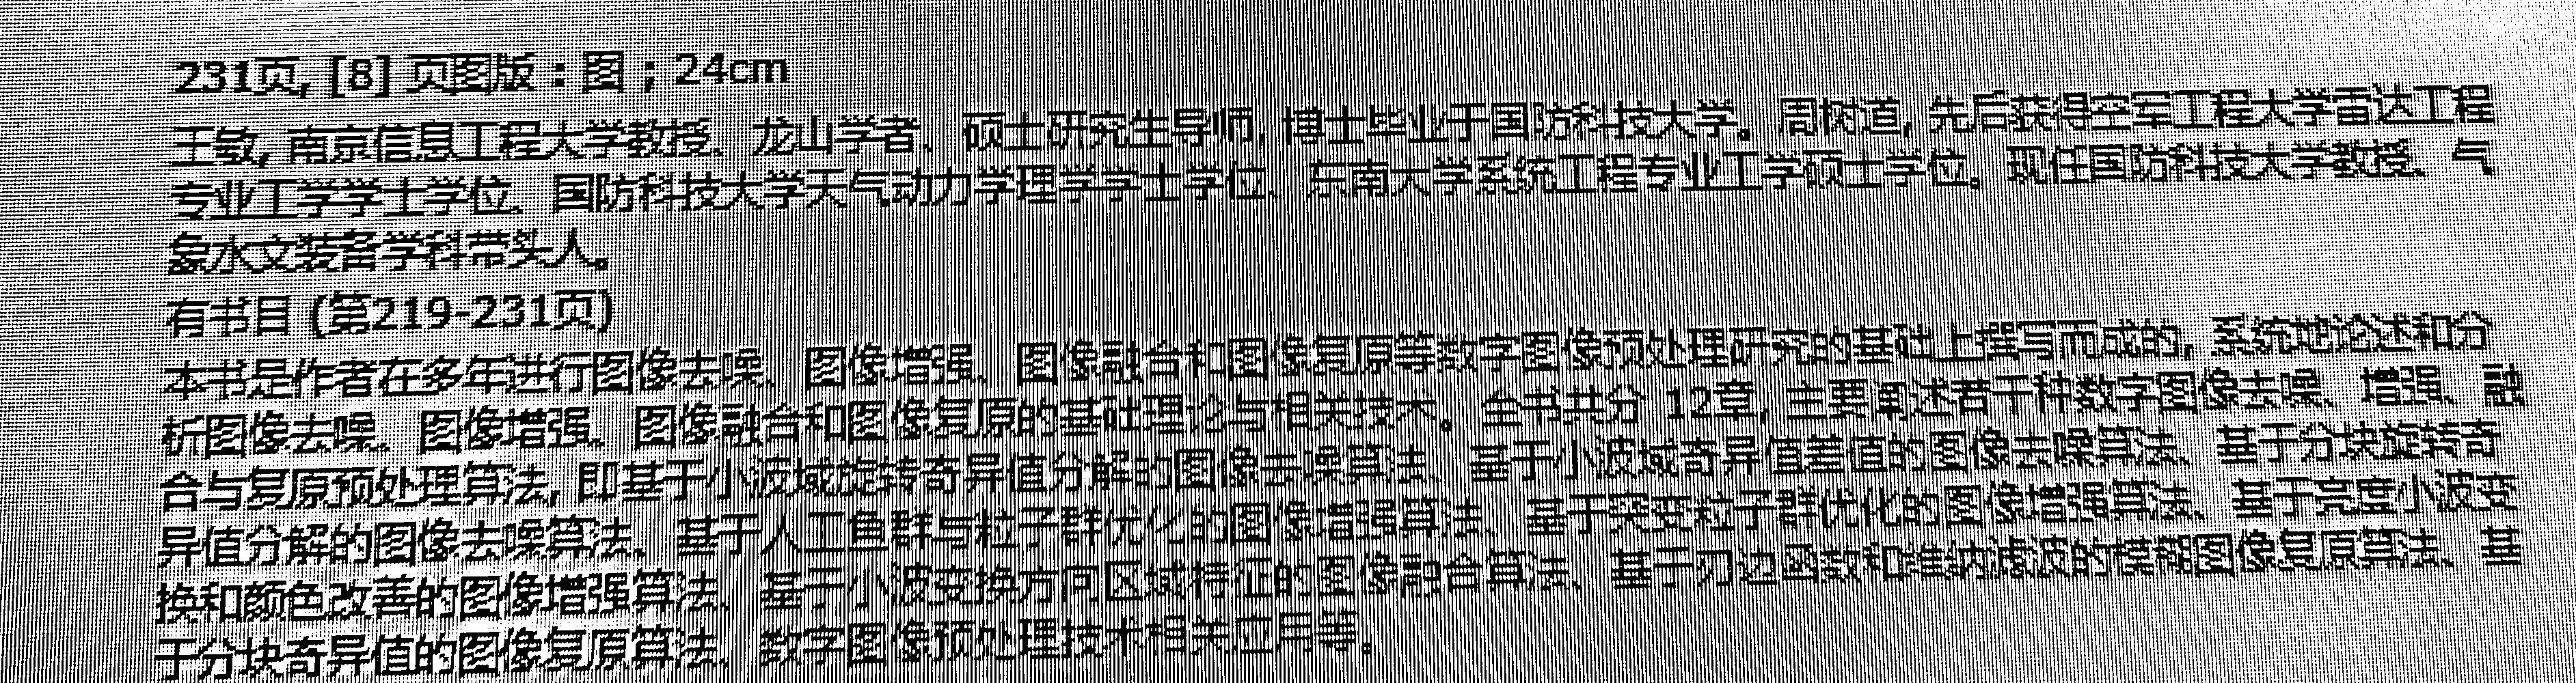 231页, [8] 页图版 : 图 ; 24cm
王敏, 南京信息工程大学教授、龙山学者、硕士研究生导师, 博士毕业于国防科技大学。周树道, 先后获得空军工程大学雷达工程
专业工学学士学位、国防科技大学天气动力学理学学士学位、东南大学系统工程专业工学硕士学位。现任国防科技大学教授、气
象水文装备学科带头人。
有书目 (第219-231页)
本书是作者在多年进行图像去噪、图像增强、图像融合和图像复原等数字图像预处理研究的基础上撰写而成的, 系统地论述和分
析图像去噪、图像增强、图像融合和图像复原的基础理论与相关技术。全书共分 12章, 主要阐述若干种数字图像去噪、增强、融
合与复原预处理算法, 即基于小波域旋转奇异值分解的图像去噪算法、基于小波域奇异值差值的图像去噪算法、基于分块旋转奇
异值分解的图像去噪算法、基于人工鱼群与粒子群优化的图像增强算法、基于突变粒子群优化的图像增强算法、基于亮度小波变
换和颜色改善的图像增强算法、基于小波变换方向区域特征的图像融合算法、基于刃边函数和维纳滤波的模糊图像复原算法、基
于分块奇异值的图像复原算法、数字图像预处理技术相关应用等。